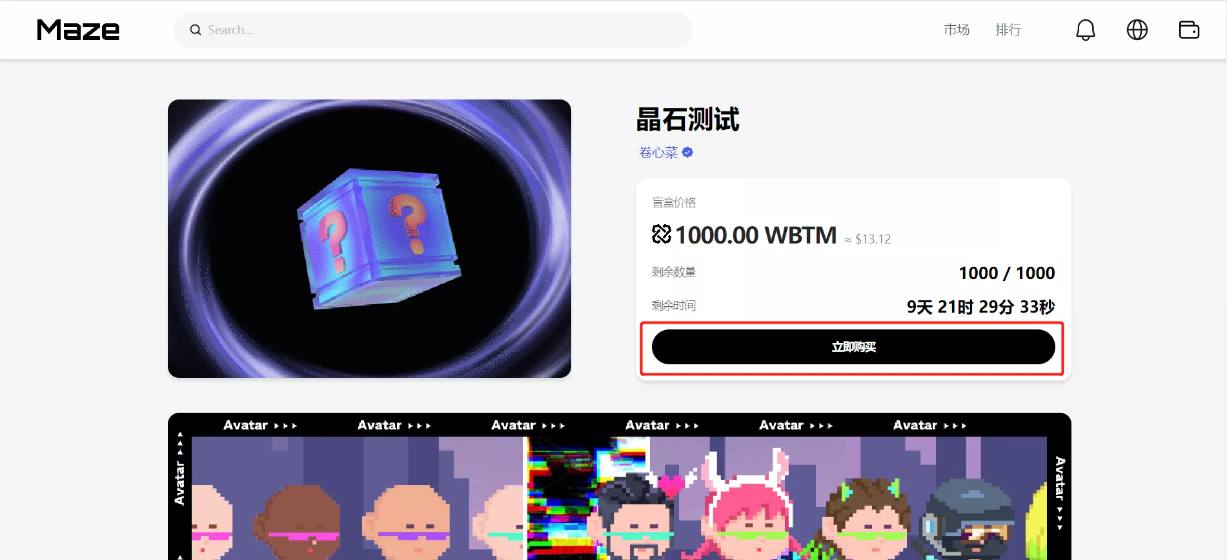 Maze
Search...
市场
排行
晶石测试
卷心菜
盲盒价格
1000.00 WBTM ≈ $13.12
剩余数量
1000 / 1000
剩余时间
9天 21时 29分 33秒
立即购买
Avatar Avatar Avatar Avatar Avatar Avatar
Avatar
Avatar